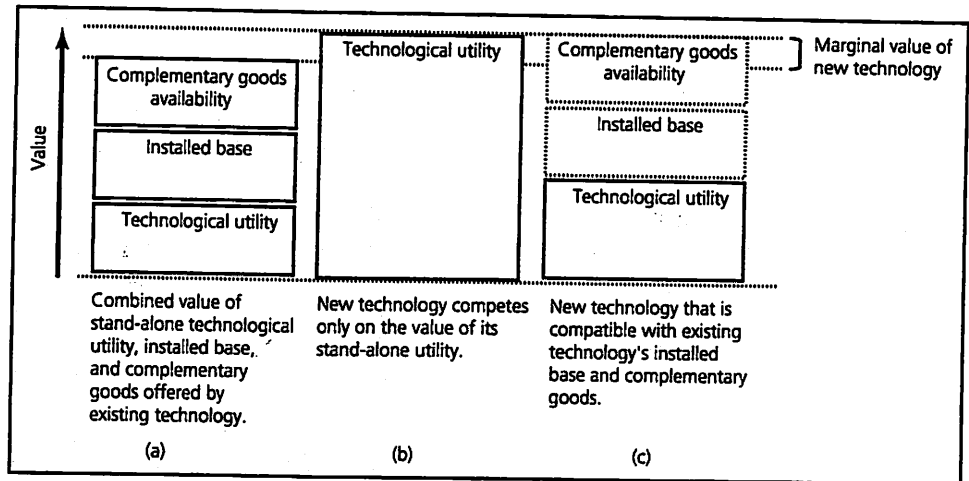 Value
Complementary goods
availability
Installed base
Technological utility
Technological utility
Complementary goods
availability
Installed base
Technological utility
Marginal value of
new technology
Combined value of
stand-alone technological
utility, installed base,
and complementary
goods offered by
existing technology.
(a)
New technology competes
only on the value of its
stand-alone utility.
(b)
New technology that is
compatible with existing
technology's installed
base and complementary
goods.
(c)